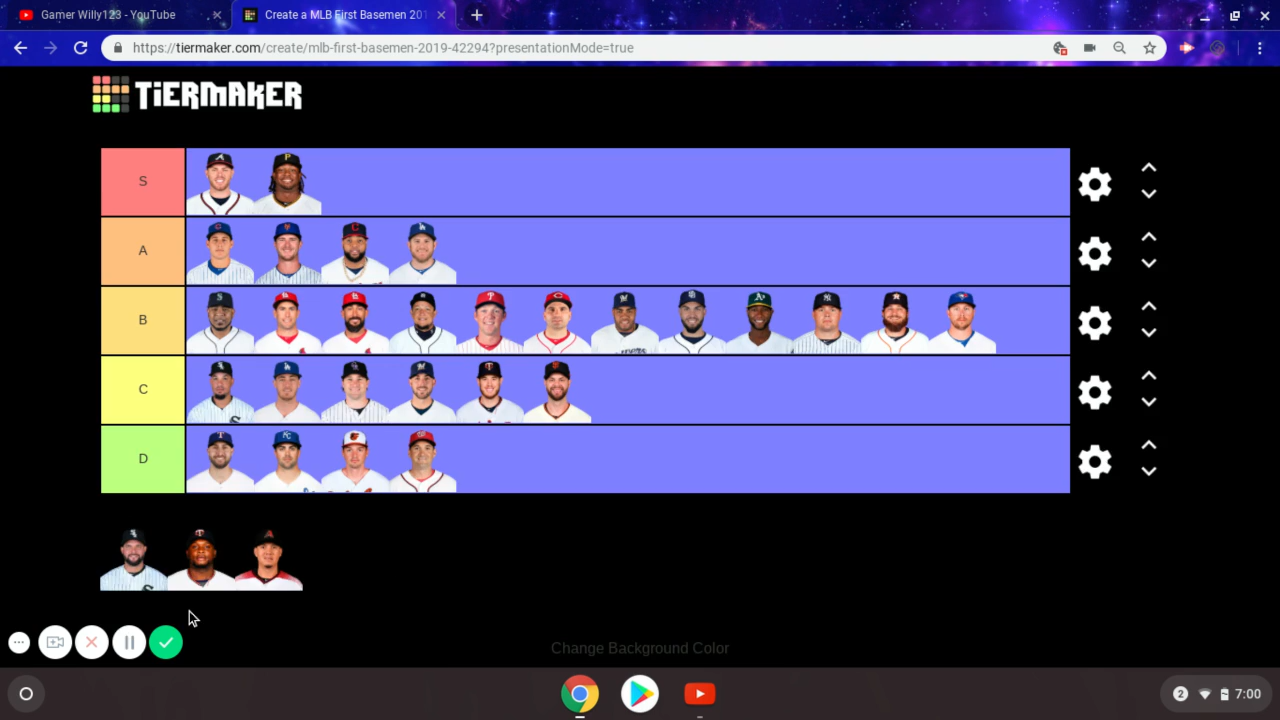 Gamer Willy123 - YouTube
Create a MLB First Basemen 201
https://tiermaker.com/create/mlb-first-basemen-2019-42294?presentationMode=true
TiERMAKER
S
A
B
C
D
Change Background Color
2
7:00